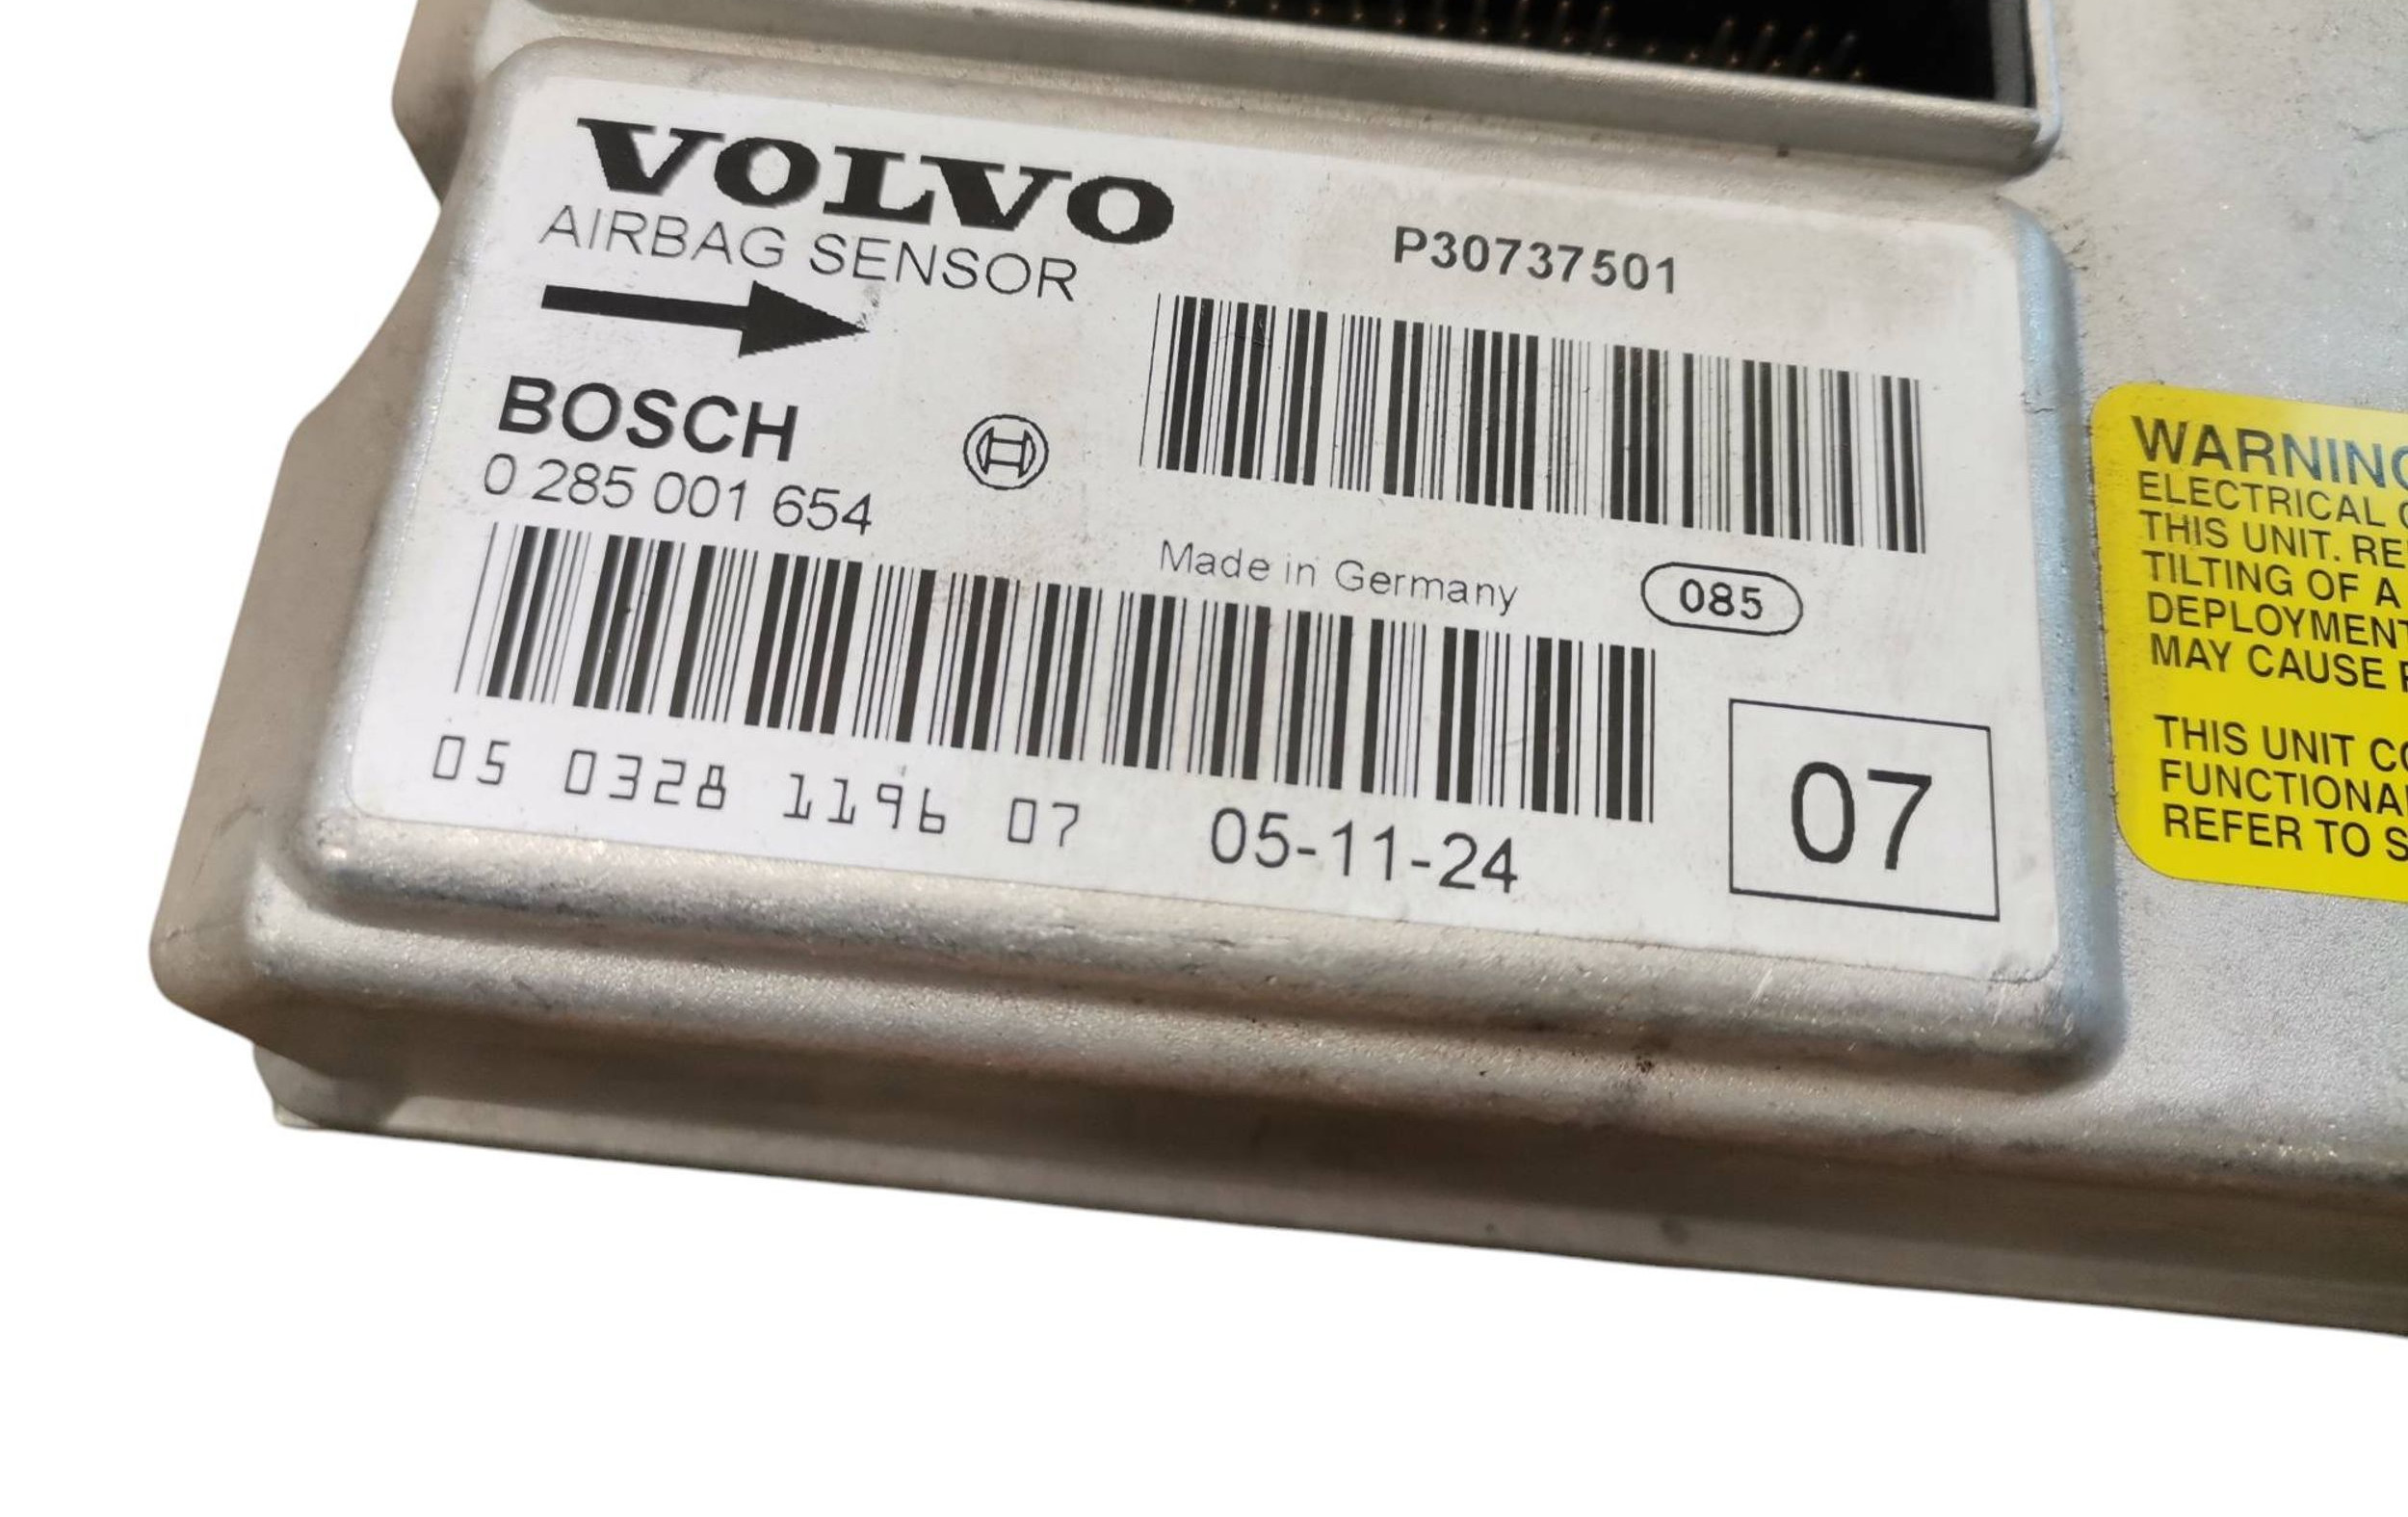 VOLVO
AIRBAG SENSOR
P30737501
BOSCH
0 285 001 654
Made in Germany
085
05 0328 1196 07
05-11-24
07
WARNING
ELECTRICAL
THIS UNIT.
TILTING OF A
DEPLOYMENT
MAY CAUSE
THIS UNIT
REFER TO